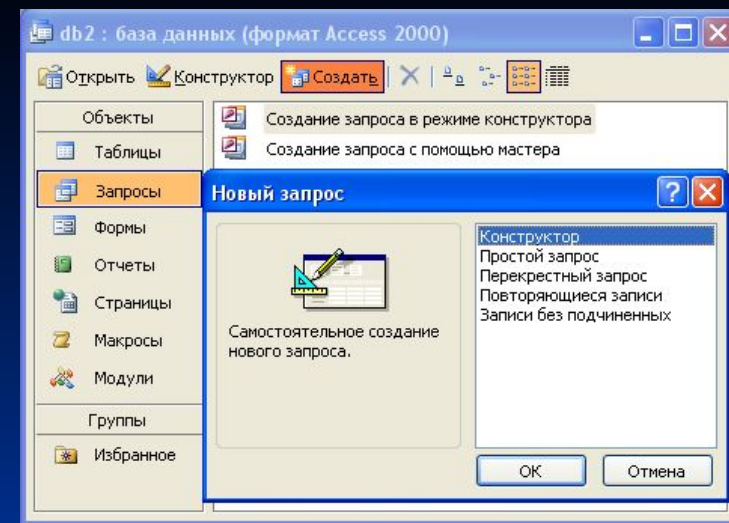 db2 : база данных (формат Access 2000)
Открыть Конструктор Создать
Объекты
Таблицы
Запросы
Формы
Отчеты
Страницы
Макросы
Модули
Группы
Избранное
Создание запроса в режиме конструктора
Создание запроса с помощью мастера
Новый запрос
Самостоятельное создание
нового запроса.
Конструктор
Простой запрос
Перекрестный запрос
Повторяющиеся записи
Записи без подчиненных
ОК Отмена